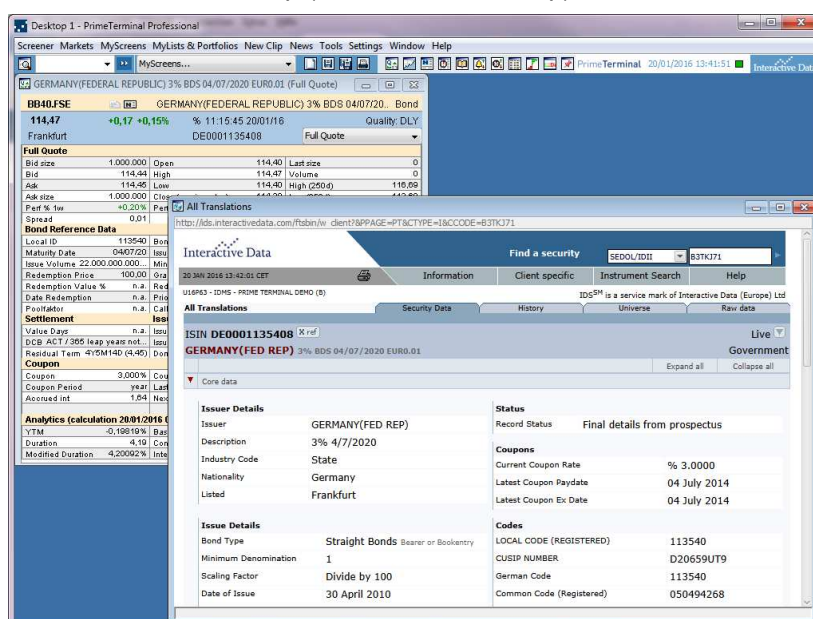 Desktop 1 - PrimeTerminal Professional
Screener Markets MyScreens MyLists & Portfolios New Clip News Tools Settings Window Help
MyScreens...
PrimeTerminal 20/01/2016 13:41:51
Interactive Data
GERMANY(FEDERAL REPUBLIC) 3% BDS 04/07/2020 EUR0.01 (Full Quote)
BB40.FSE GERMANY(FEDERAL REPUBLIC) 3% BDS 04/07/20.. Bond
114,47 +0,17 +0,15% % 11:15:45 20/01/16 Quality: DLY
Frankfurt DE0001135408 Full Quote
Full Quote
Bid size 1.000.000 Open 114,40 Last size 0
Bid 114,44 High 114,47 Volume 0
Ask 114,45 Low 114,40 High (250d) 116,69
Ask size 1.000.000
Perf % 1w +0,20%
Spread 0,01
Bond Reference Data
Local ID 113540
Maturity Date 04/07/20
Issue Volume 22.000.000.000...
Redemption Price 100,00
Redemption Value % n.a.
Date Redemption n.a.
Poolfaktor n.a.
Settlement
Value Days n.a.
DCB ACT / 365 leap years not...
Residual Term 4Y5M14D (4,45)
Coupon
Coupon 3,000%
Coupon Period year
Accrued int 1,64
Analytics (calculation 20/01/2016
YTM -0,19819%
Duration 4,19
Modified Duration 4,20092%
All Translations
http://ids.interactivedata.com/ftsbin/w_client?&PPAGE=PT&CTYPE=I&CCODE=B3TKJ71
Interactive Data Find a security SEDOL/IDII B3TKJ71
20 JAN 2016 13:42:01 CET Information Client specific Instrument Search Help
U16P63 - IDMS - PRIME TERMINAL DEMO (B) IDS SM is a service mark of Interactive Data (Europe) Ltd
All Translations Security Data History Universe Raw data
ISIN DE0001135408 X ref Live
GERMANY(FED REP) 3% BDS 04/07/2020 EUR0.01 Government
Expand all Collapse all
Core data
Issuer Details Status
Issuer GERMANY(FED REP) Record Status Final details from prospectus
Description 3% 4/7/2020
Coupons
Industry Code State Current Coupon Rate % 3.0000
Nationality Germany Latest Coupon Paydate 04 July 2014
Listed Frankfurt Latest Coupon Ex Date 04 July 2014
Issue Details Codes
Bond Type Straight Bonds Bearer or Bookentry LOCAL CODE (REGISTERED) 113540
Minimum Denomination 1 CUSIP NUMBER D20659UT9
Scaling Factor Divide by 100 German Code 113540
Date of Issue 30 April 2010 Common Code (Registered) 050494268